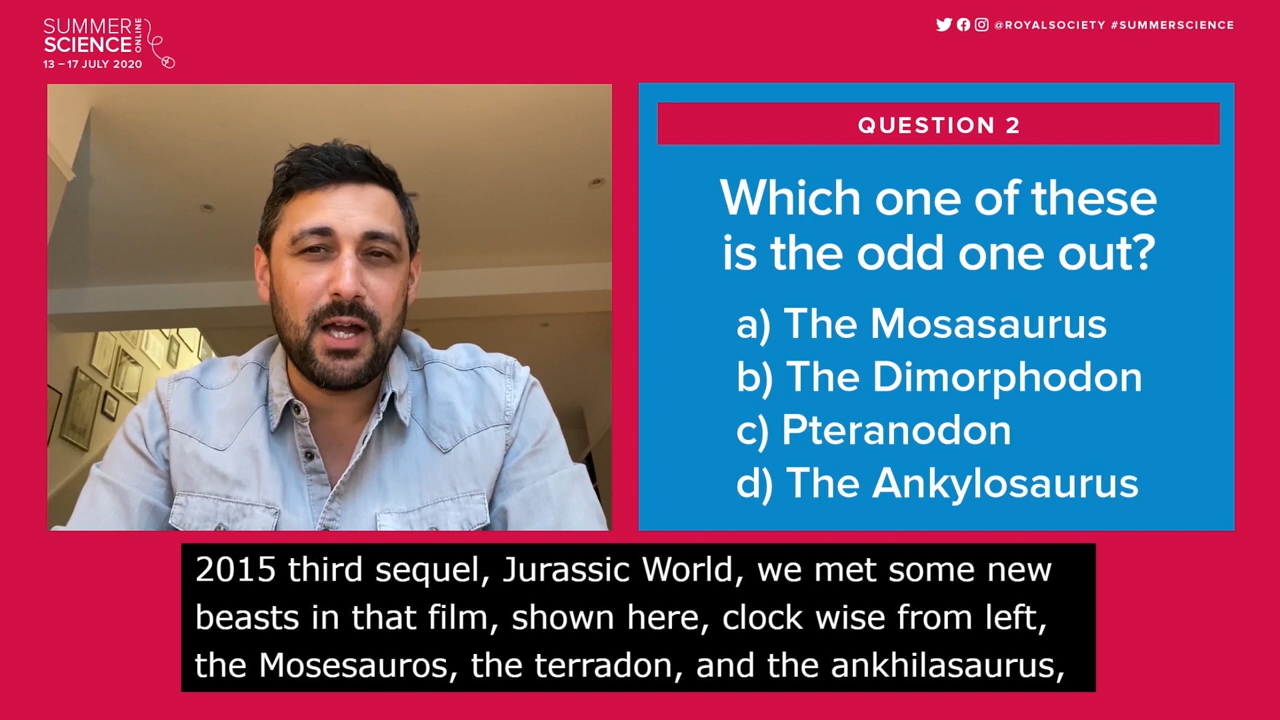 SUMMER
SCIENCE
ONLINE
13 – 17 JULY 2020
@ROYALSOCIETY #SUMMERSCIENCE
QUESTION 2
Which one of these
is the odd one out?
a) The Mosasaurus
b) The Dimorphodon
c) Pteranodon
d) The Ankylosaurus
2015 third sequel, Jurassic World, we met some new
beasts in that film, shown here, clock wise from left,
the Mosesauros, the terradon, and the ankhilasaurus,